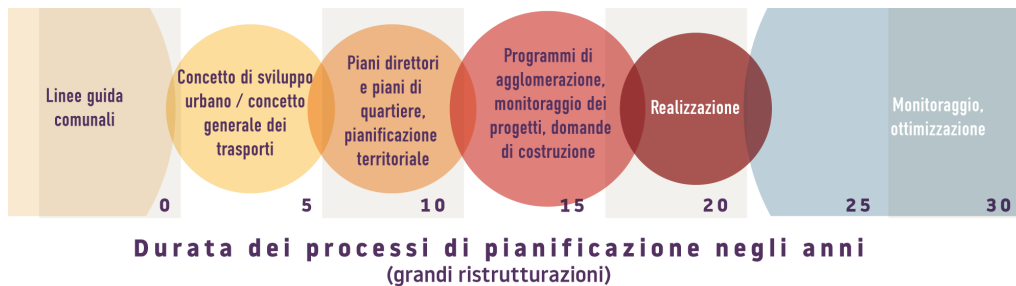 Linee guida
comunali
Concetto di sviluppo
urbano / concetto
generale dei
trasporti
Piani direttori
e piani di
quartiere,
pianificazione
territoriale
Programmi di
agglomerazione,
monitoraggio dei
progetti, domande
di costruzione
Realizzazione
Monitoraggio,
ottimizzazione
0 5 10 15 20 25 30
Durata dei processi di pianificazione negli anni
(grandi ristrutturazioni)